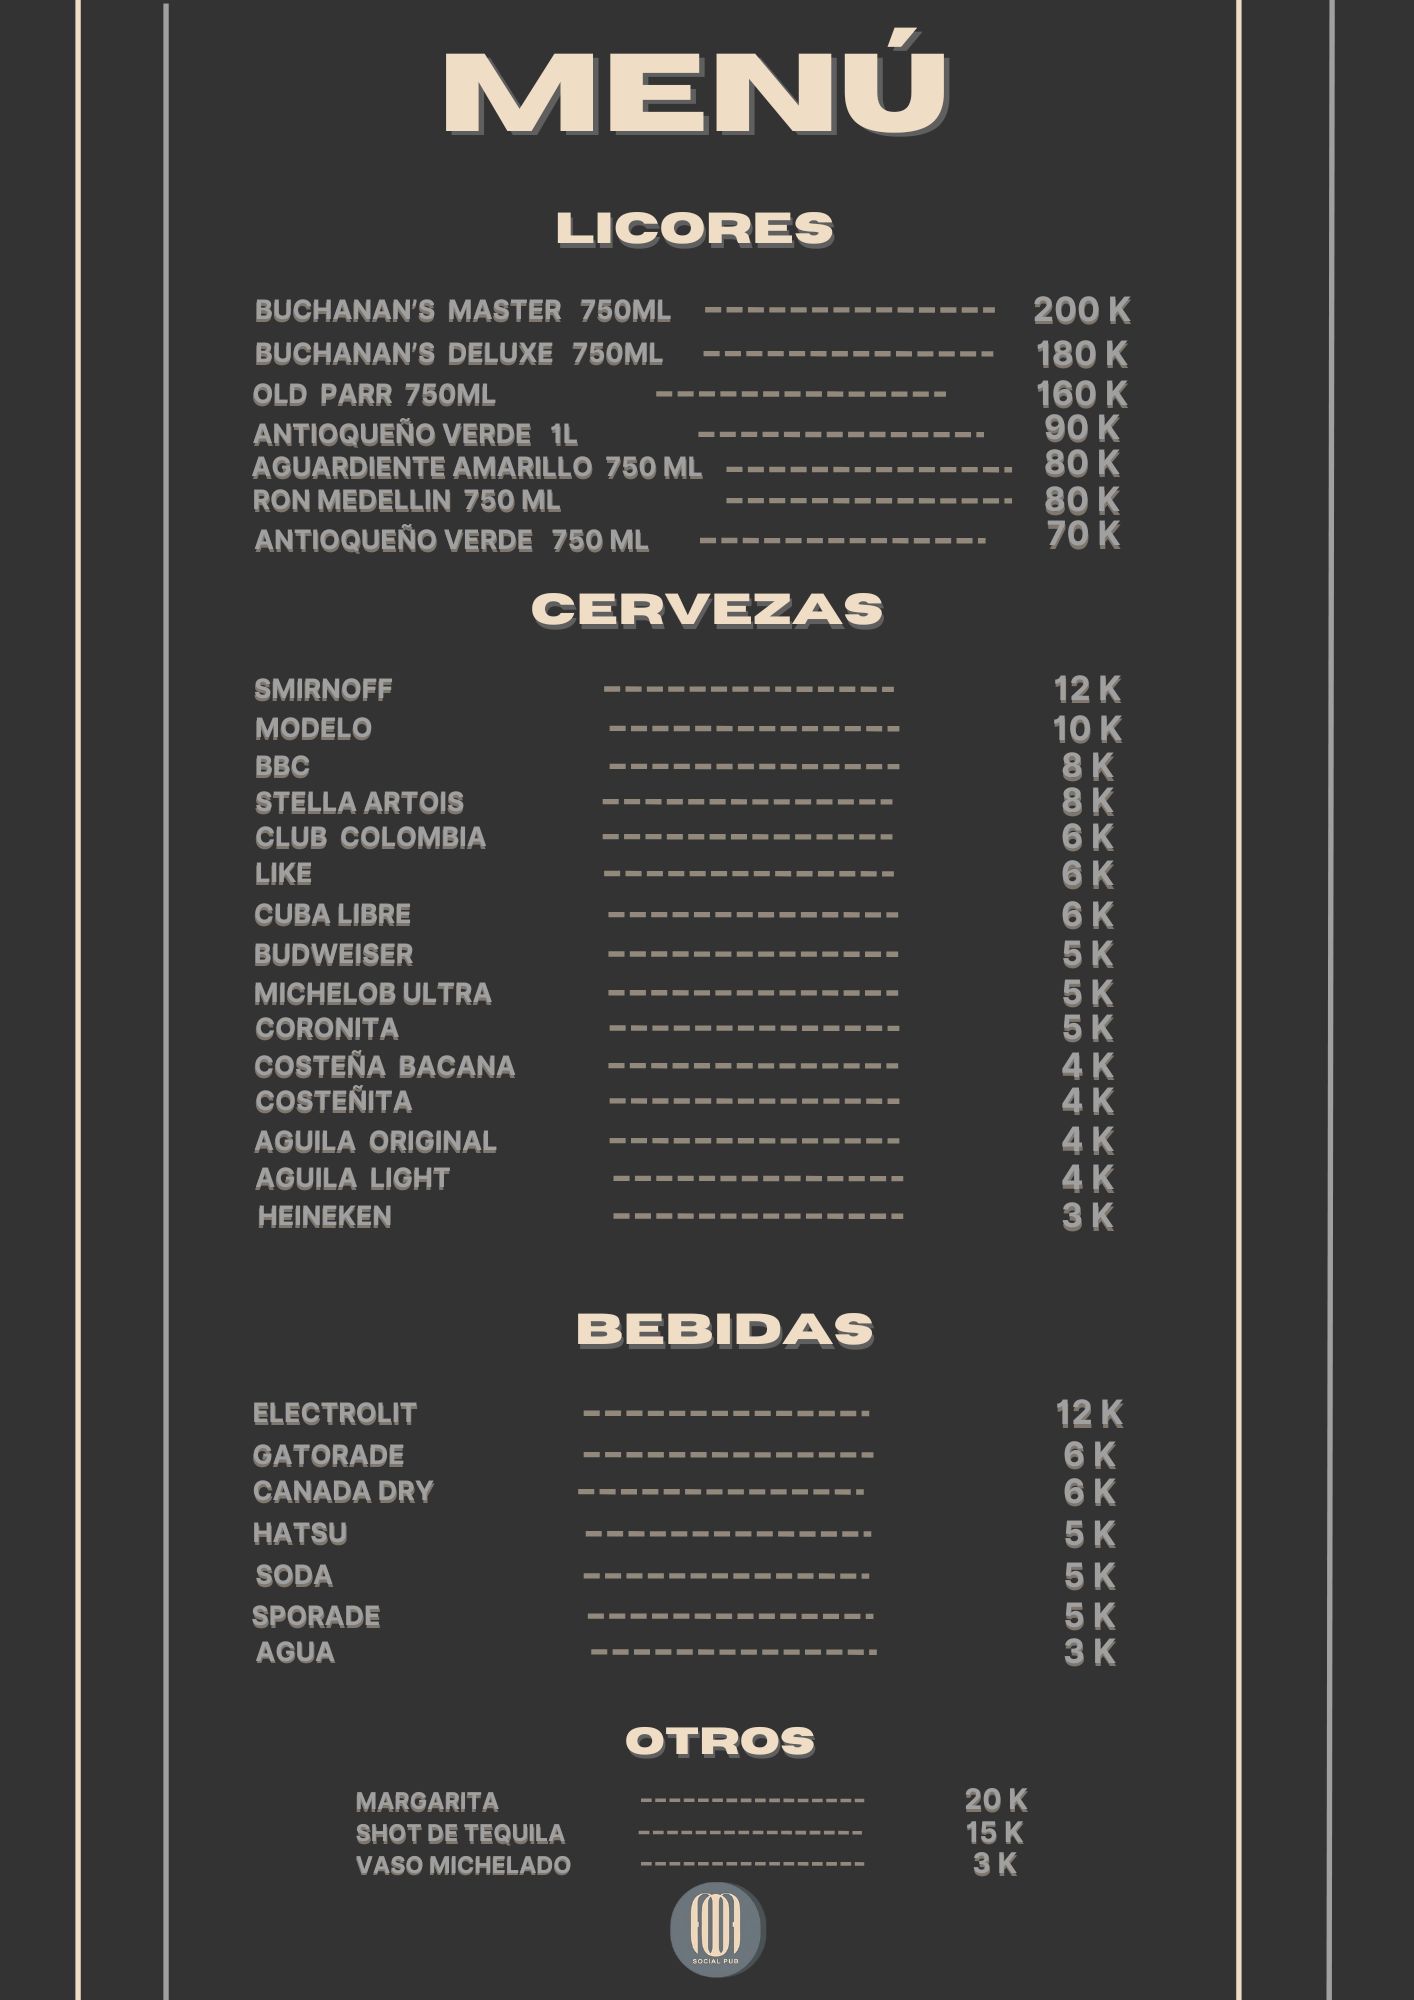 MENÚ
LICORES
BUCHANAN'S MASTER 750ML ------------ 200 K
BUCHANAN'S DELUXE 750ML ------------ 180 K
OLD PARR 750ML ------------ 160 K
ANTIOQUEÑO VERDE 1L ------------ 90 K
AGUARDIENTE AMARILLO 750 ML ------------ 80 K
RON MEDELLIN 750 ML ------------ 80 K
ANTIOQUEÑO VERDE 750 ML ------------ 70 K
CERVEZAS
SMIRNOFF ------------ 12 K
MODELO ------------ 10 K
BBC ------------ 8 K
STELLA ARTOIS ------------ 8 K
CLUB COLOMBIA ------------ 6 K
LIKE ------------ 6 K
CUBA LIBRE ------------ 6 K
BUDWEISER ------------ 5 K
MICHELOB ULTRA ------------ 5 K
CORONITA ------------ 5 K
COSTEÑA BACANA ------------ 4 K
COSTEÑITA ------------ 4 K
AGUILA ORIGINAL ------------ 4 K
AGUILA LIGHT ------------ 4 K
HEINEKEN ------------ 3 K
BEBIDAS
ELECTROLIT ------------ 12 K
GATORADE ------------ 6 K
CANADA DRY ------------ 6 K
HATSU ------------ 5 K
SODA ------------ 5 K
SPORADE ------------ 5 K
AGUA ------------ 3 K
OTROS
MARGARITA ------------ 20 K
SHOT DE TEQUILA ------------ 15 K
VASO MICHELADO ------------ 3 K
SOCIAL PUB